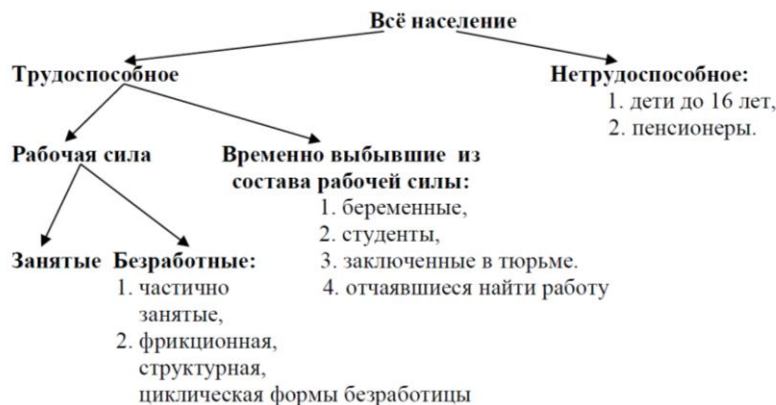 Всё население
Трудоспособное
Нетрудоспособное:
1. дети до 16 лет,
2. пенсионеры.
Рабочая сила
Временно выбывшие из
состава рабочей силы:
1. беременные,
2. студенты,
3. заключенные в тюрьме.
4. отчаявшиеся найти работу
Занятые
Безработные:
1. частично
занятые,
2. фрикционная,
структурная,
циклическая формы безработицы